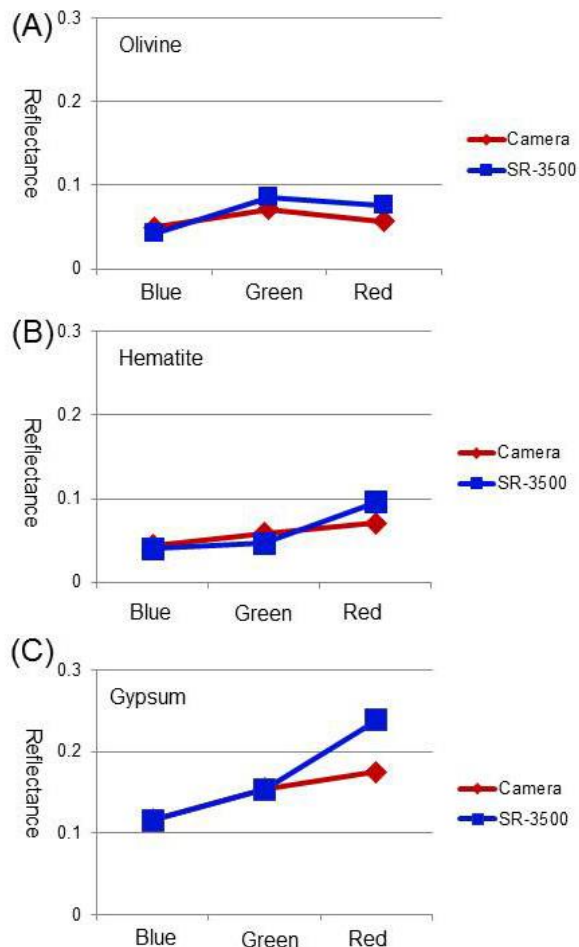 (A)
0.3
Olivine
0.2
Reflectance
Camera
SR-3500
0.1
0
Blue Green Red
(B)
0.3
Hematite
0.2
Reflectance
Camera
SR-3500
0.1
0
Blue Green Red
(C)
0.3
Gypsum
0.2
Reflectance
Camera
SR-3500
0.1
0
Blue Green Red